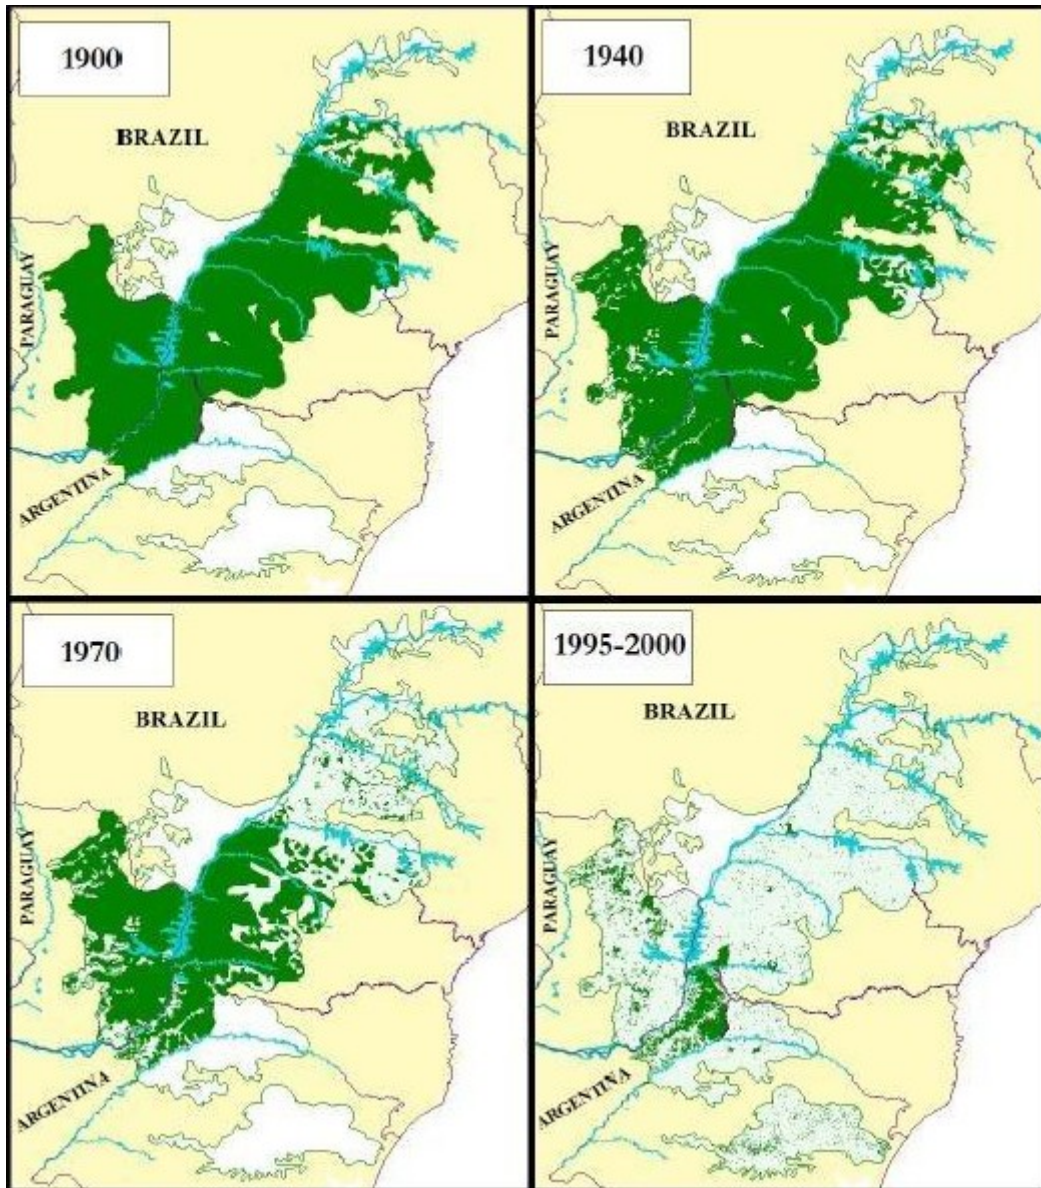 1900
BRAZIL
PARAGUAY
ARGENTINA
1940
BRAZIL
PARAGUAY
ARGENTINA
1970
BRAZIL
PARAGUAY
ARGENTINA
1995-2000
BRAZIL
PARAGUAY
ARGENTINA